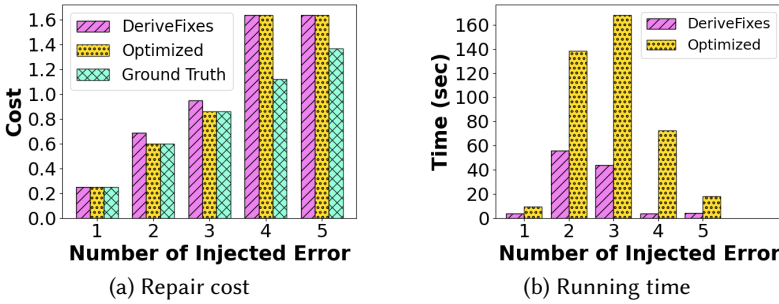 1.6
1.4
1.2
1.0
0.8
0.6
0.4
0.2
0.0
Cost
DeriveFixes
Optimized
Ground Truth
1 2 3 4 5
Number of Injected Error
(a) Repair cost
160
140
120
100
80
60
40
20
0
Time (sec)
DeriveFixes
Optimized
1 2 3 4 5
Number of Injected Error
(b) Running time